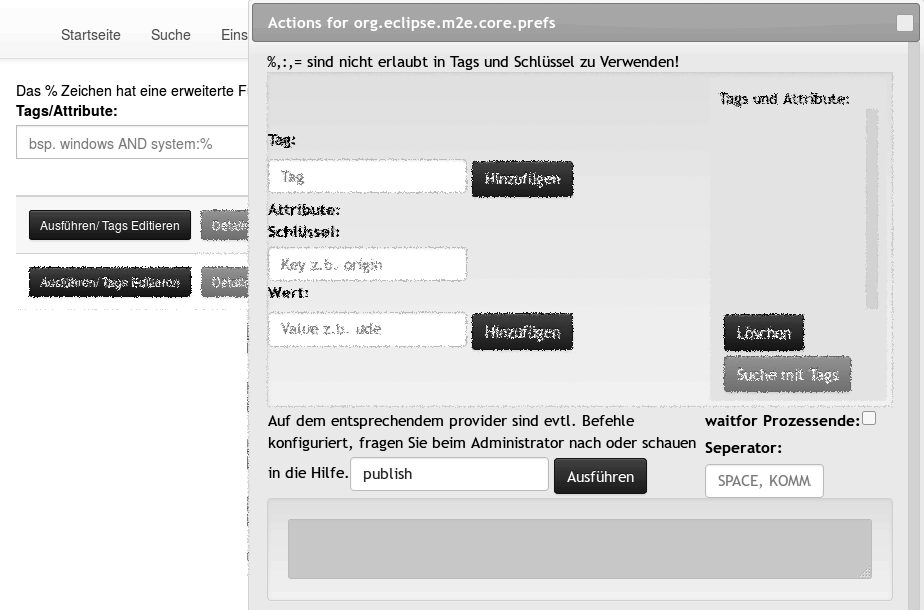 Startseite Suche Eins
Das % Zeichen hat eine erweiterte F
Tags/Attribute:
bsp. windows AND system:%
Ausführen/ Tags Editieren Details
Ausführen/ Tags Editieren Details
Actions for org.eclipse.m2e.core.prefs
%,:,= sind nicht erlaubt in Tags und Schlüssel zu Verwenden!
Tag:
Tag Hinzufügen
Attribute:
Schlüssel:
Key z.b. origin
Wert:
Value z.b. ude Hinzufügen
Tags und Attribute:
Löschen
Suche mit Tags
Auf dem entsprechendem provider sind evtl. Befehle
konfiguriert, fragen Sie beim Administrator nach oder schauen
in die Hilfe. publish Ausführen
waitfor Prozessende:
Seperator:
SPACE, KOMM